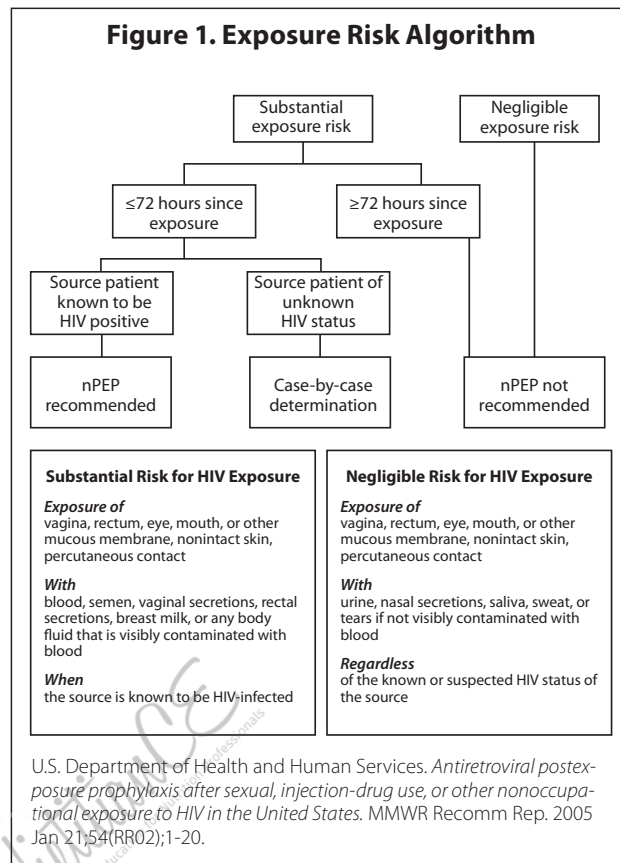 Figure 1. Exposure Risk Algorithm
Substantial
exposure risk
Negligible
exposure risk
≤72 hours since
exposure
≥72 hours since
exposure
Source patient
known to be
HIV positive
Source patient of
unknown
HIV status
nPEP
recommended
Case-by-case
determination
nPEP not
recommended
Substantial Risk for HIV Exposure
Exposure of
vagina, rectum, eye, mouth, or other
mucous membrane, nonintact skin,
percutaneous contact
With
blood, semen, vaginal secretions, rectal
secretions, breast milk, or any body
fluid that is visibly contaminated with
blood
When
the source is known to be HIV-infected
Negligible Risk for HIV Exposure
Exposure of
vagina, rectum, eye, mouth, or other
mucous membrane, nonintact skin,
percutaneous contact
With
urine, nasal secretions, saliva, sweat, or
tears if not visibly contaminated with
blood
Regardless
of the known or suspected HIV status of
the source
U.S. Department of Health and Human Services. Antiretroviral postex-
posure prophylaxis after sexual, injection-drug use, or other nonoccupa-
tional exposure to HIV in the United States. MMWR Recomm Rep. 2005
Jan 21;54(RR02);1-20.